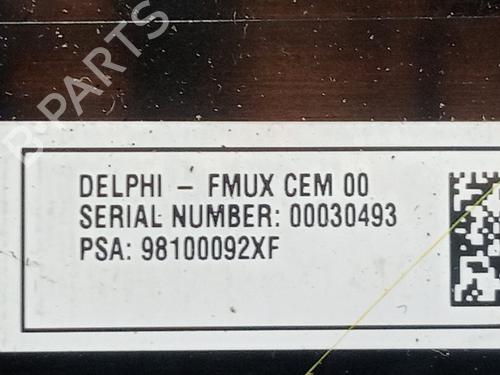 B-PARTS
DELPHI - FMUX CEM 00
SERIAL NUMBER: 00030493
PSA: 98100092XF